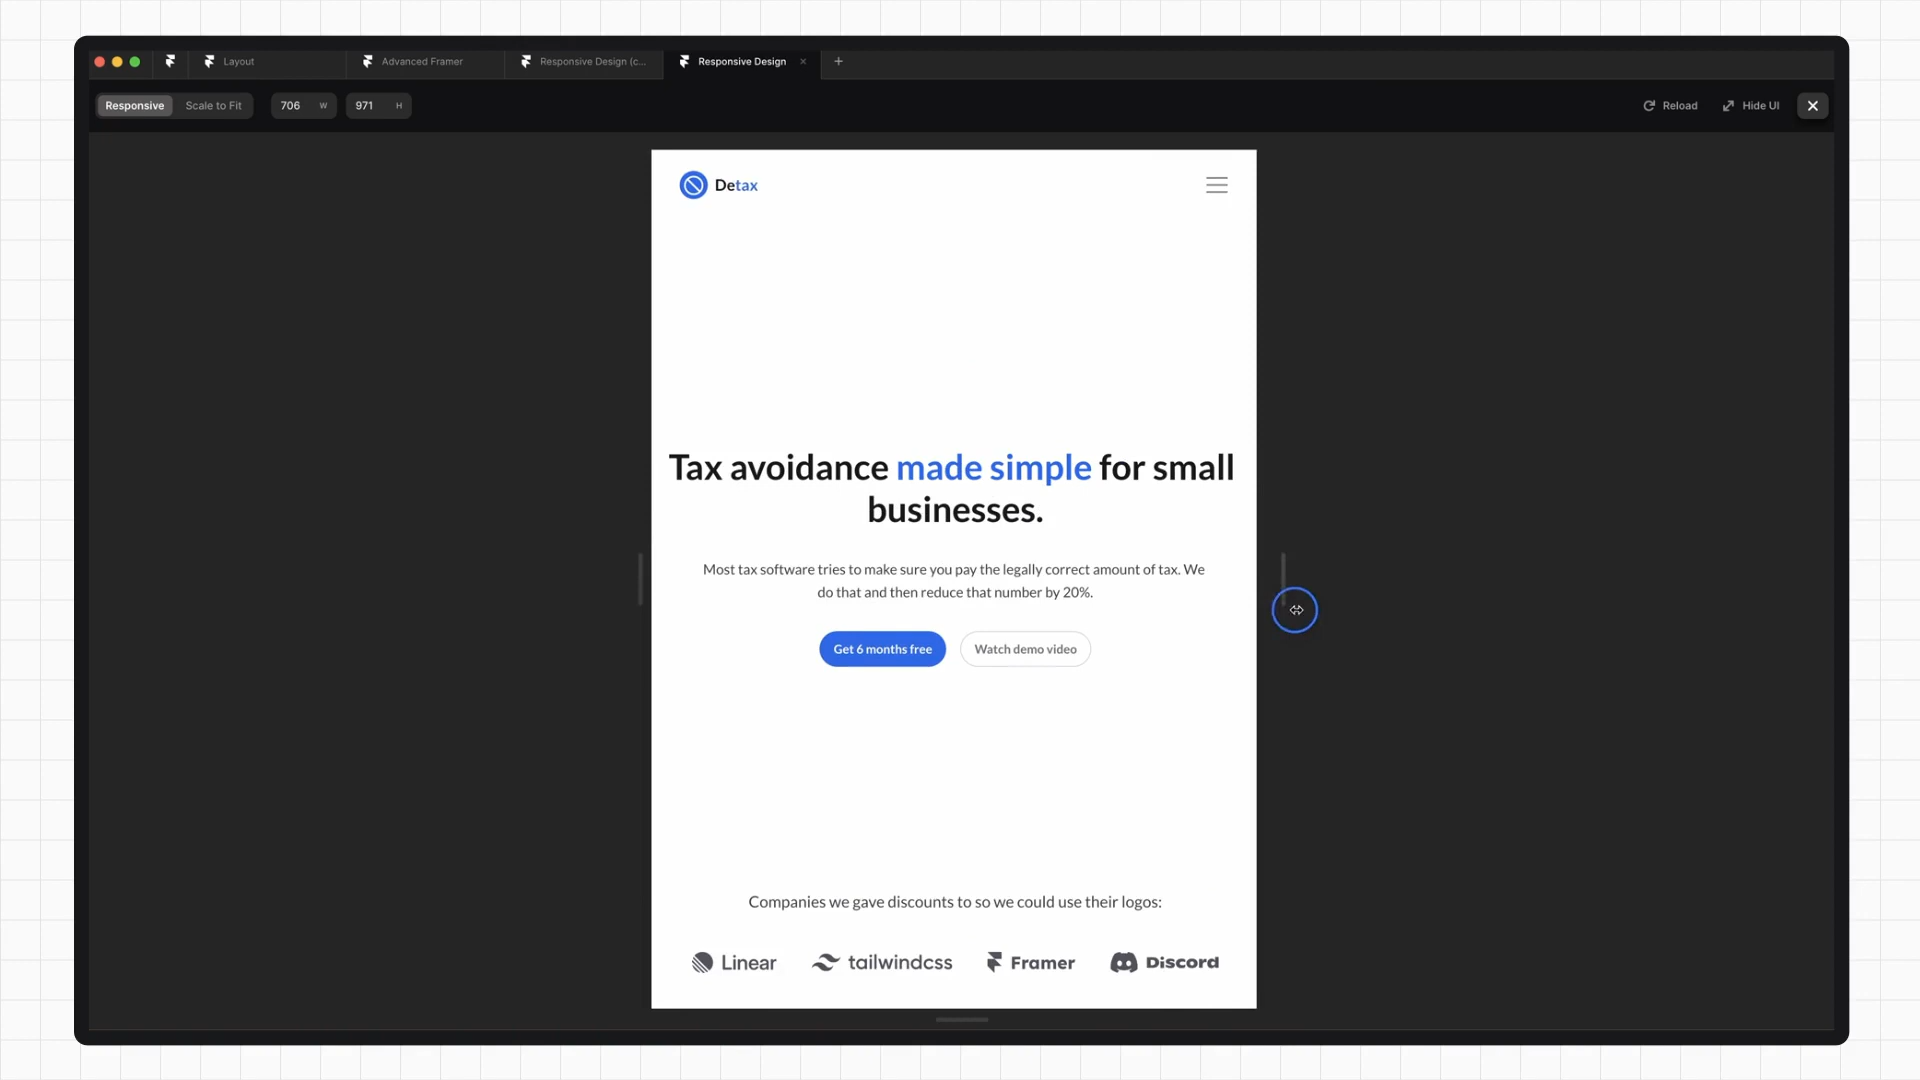 Layout
Advanced Framer
Responsive Design (c...
Responsive Design
Responsive
Scale to Fit
706 W
971 H
Reload
Hide UI
Detax
Tax avoidance made simple for small
businesses.
Most tax software tries to make sure you pay the legally correct amount of tax. We
do that and then reduce that number by 20%.
Get 6 months free
Watch demo video
Companies we gave discounts to so we could use their logos:
Linear
tailwindcss
Framer
Discord